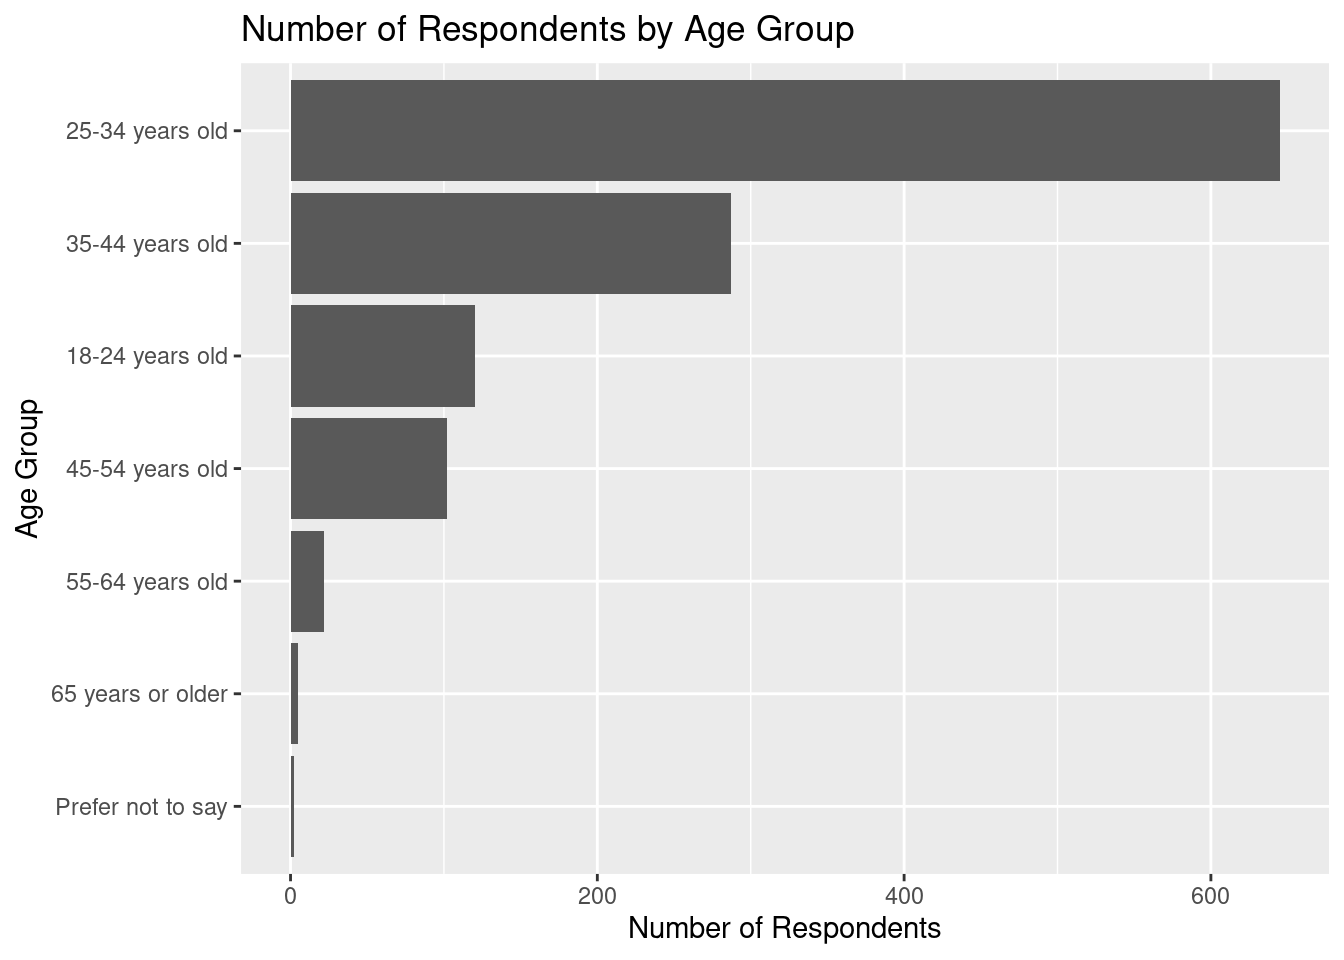 Number of Respondents by Age Group
25-34 years old
35-44 years old
18-24 years old
45-54 years old
55-64 years old
65 years or older
Prefer not to say
Age Group
0 200 400 600
Number of Respondents